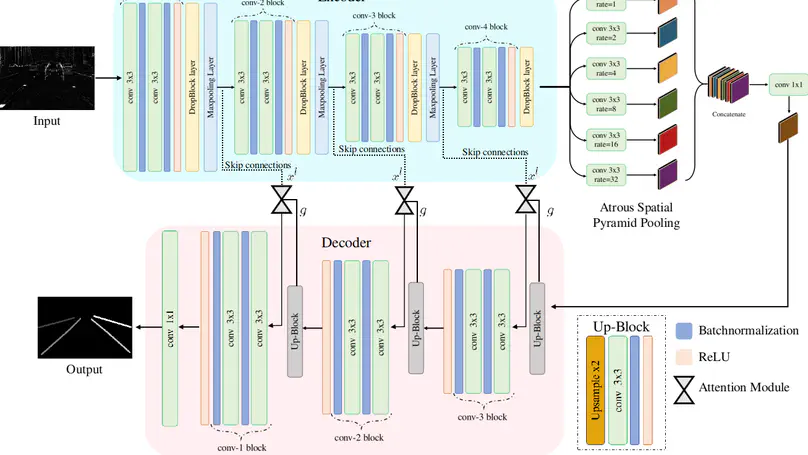 Encoder
conv-2 block
conv-3 block
conv-4 block
conv 3x3
conv 3x3
DropBlock layer
Maxpooling Layer
conv 3x3
conv 3x3
DropBlock layer
Maxpooling Layer
conv 3x3
conv 3x3
DropBlock layer
Maxpooling Layer
conv 3x3
conv 3x3
DropBlock layer
Input
Skip connections
Skip connections
Skip connections
x^l
g
x^l
g
x^l
g
rate=1
conv 3x3
rate=2
conv 3x3
rate=4
conv 3x3
rate=8
conv 3x3
rate=16
conv 3x3
rate=32
Concatenate
conv 1x1
Atrous Spatial
Pyramid Pooling
Decoder
conv 1x1
conv 3x3
conv 3x3
Up-Block
conv 3x3
conv 3x3
Up-Block
conv 3x3
conv 3x3
Up-Block
conv-1 block
conv-2 block
conv-3 block
Output
Up-Block
Upsample x2
conv 3x3
Batchnormalization
ReLU
Attention Module